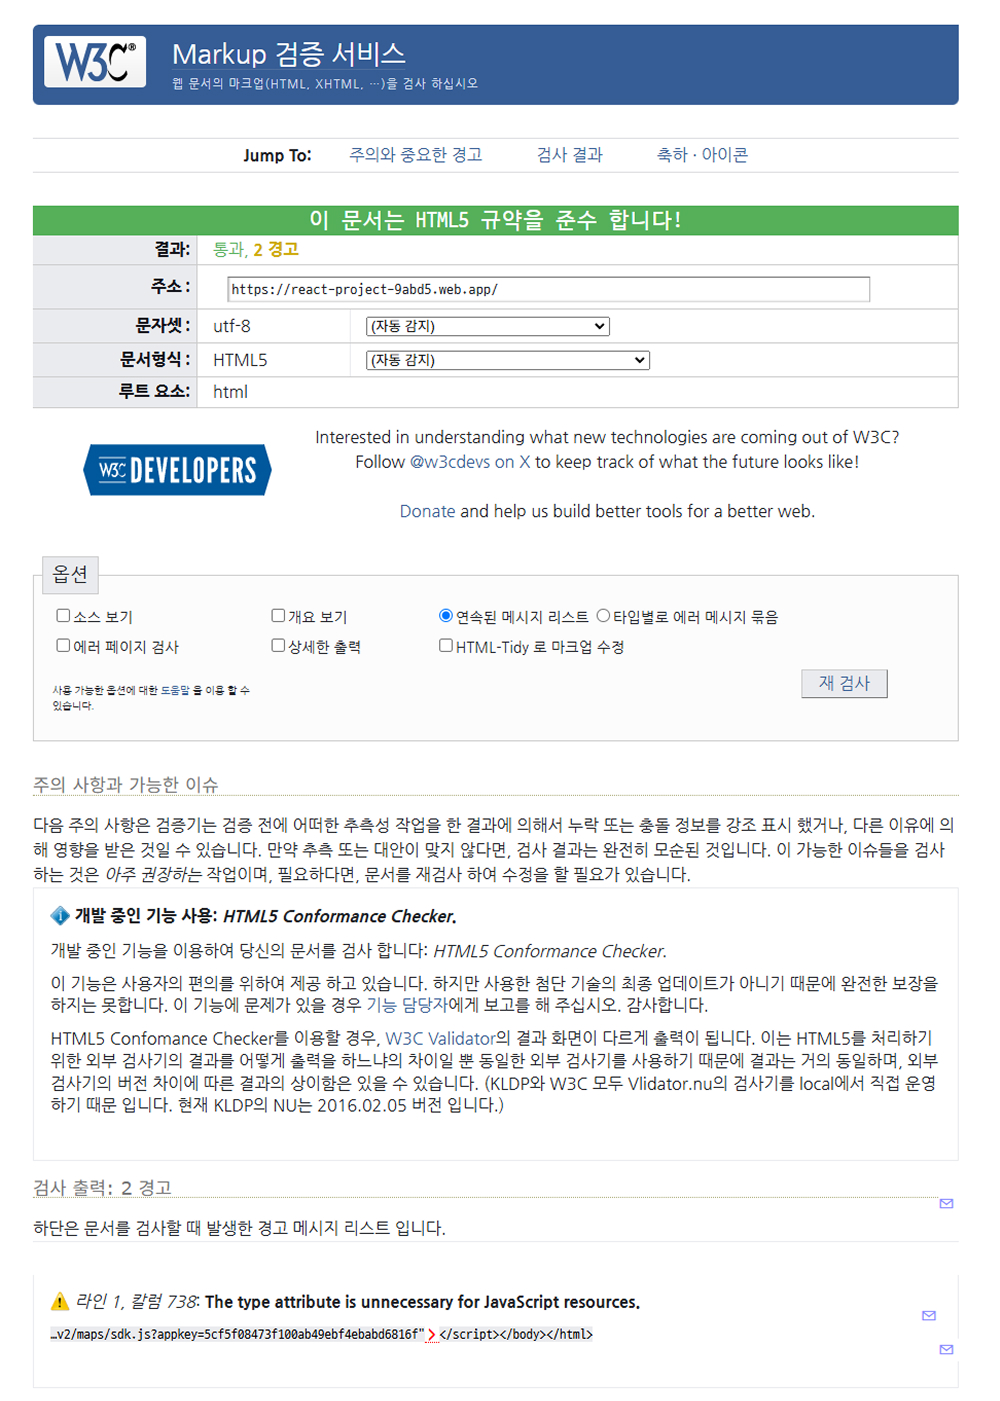 W3C®
Markup 검증 서비스
웹 문서의 마크업(HTML, XHTML, …)을 검사 하십시오
Jump To: 주의와 중요한 경고 검사 결과 축하 · 아이콘
이 문서는 HTML5 규약을 준수 합니다!
결과: 통과, 2 경고
주소 : https://react-project-9abd5.web.app/
문자셋 : utf-8 (자동 감지)
문서형식 : HTML5 (자동 감지)
루트 요소: html
W3C DEVELOPERS
Interested in understanding what new technologies are coming out of W3C?
Follow @w3cdevs on X to keep track of what the future looks like!
Donate and help us build better tools for a better web.
옵션
소스 보기 개요 보기 연속된 메시지 리스트 타입별로 에러 메시지 묶음
에러 페이지 검사 상세한 출력 HTML-Tidy 로 마크업 수정
사용 가능한 옵션에 대한 도움말 을 이용 할 수
있습니다.
재 검사
주의 사항과 가능한 이슈
다음 주의 사항은 검증기는 검증 전에 어떠한 추측성 작업을 한 결과에 의해서 누락 또는 충돌 정보를 강조 표시 했거나, 다른 이유에 의
해 영향을 받은 것일 수 있습니다. 만약 추측 또는 대안이 맞지 않다면, 검사 결과는 완전히 모순된 것입니다. 이 가능한 이슈들을 검사
하는 것은 아주 권장하는 작업이며, 필요하다면, 문서를 재검사 하여 수정을 할 필요가 있습니다.
개발 중인 기능 사용: HTML5 Conformance Checker.
개발 중인 기능을 이용하여 당신의 문서를 검사 합니다: HTML5 Conformance Checker.
이 기능은 사용자의 편의를 위하여 제공 하고 있습니다. 하지만 사용한 첨단 기술의 최종 업데이트가 아니기 때문에 완전한 보장을
하지는 못합니다. 이 기능에 문제가 있을 경우 기능 담당자에게 보고를 해 주십시오. 감사합니다.
HTML5 Confomance Checker를 이용할 경우, W3C Validator의 결과 화면이 다르게 출력이 됩니다. 이는 HTML5를 처리하기
위한 외부 검사기의 결과를 어떻게 출력을 하느냐의 차이일 뿐 동일한 외부 검사기를 사용하기 때문에 결과는 거의 동일하며, 외부
검사기의 버전 차이에 따른 결과의 상이함은 있을 수 있습니다. (KLDP와 W3C 모두 Vlidator.nu의 검사기를 local에서 직접 운영
하기 때문 입니다. 현재 KLDP의 NU는 2016.02.05 버전 입니다.)
검사 출력: 2 경고
하단은 문서를 검사할 때 발생한 경고 메시지 리스트 입니다.
라인 1, 칼럼 738: The type attribute is unnecessary for JavaScript resources.
…v2/maps/sdk.js?appkey=5cf5f08473f100ab49ebf4ebabd6816f"></script></body></html>